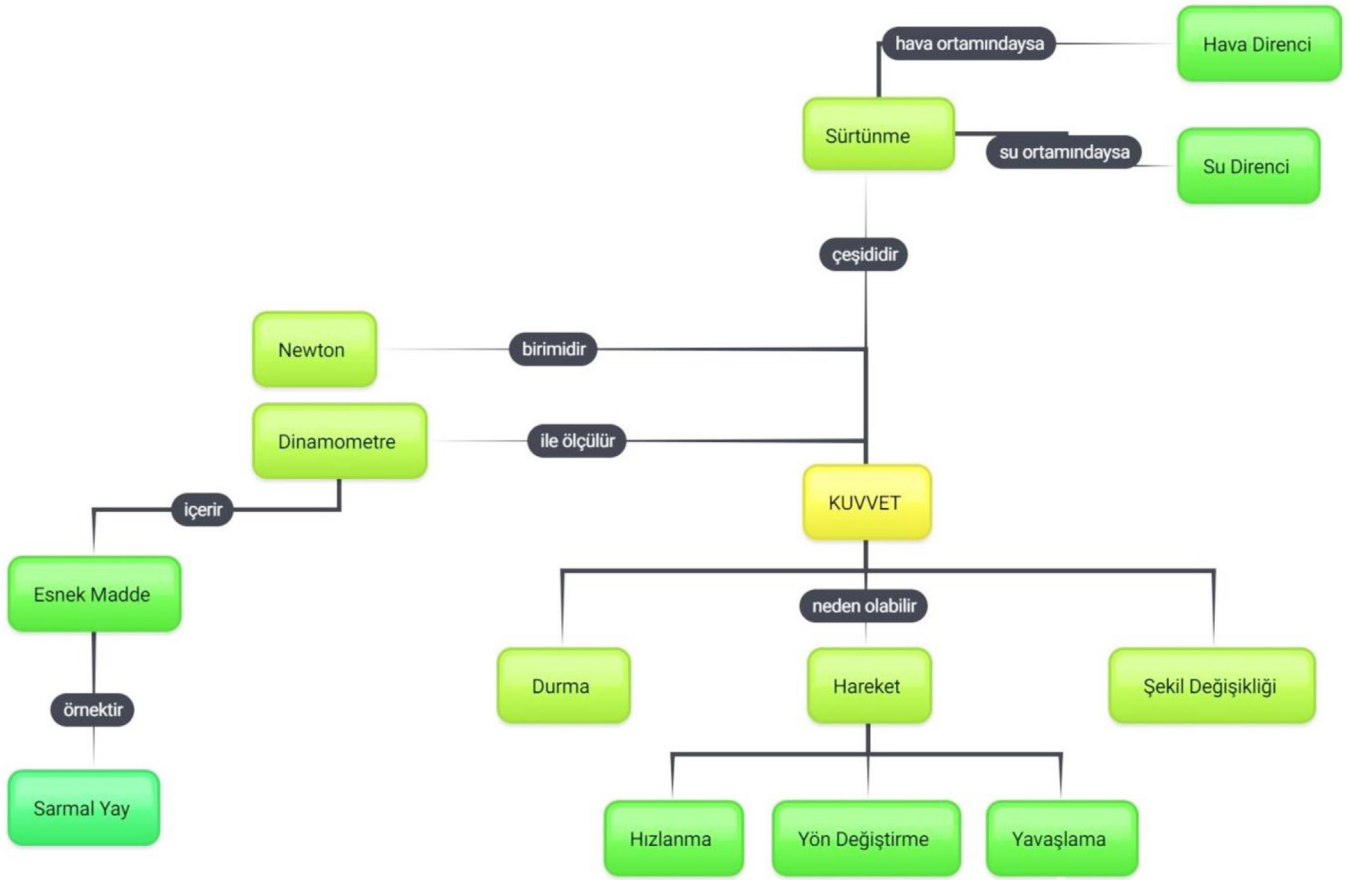 hava ortamındaysa
Hava Direnci
Sürtünme
su ortamındaysa
Su Direnci
çeşididir
Newton
birimidir
Dinamometre
ile ölçülür
içerir
KUVVET
Esnek Madde
neden olabilir
Durma
Hareket
Şekil Değişikliği
örnektir
Sarmal Yay
Hızlanma
Yön Değiştirme
Yavaşlama